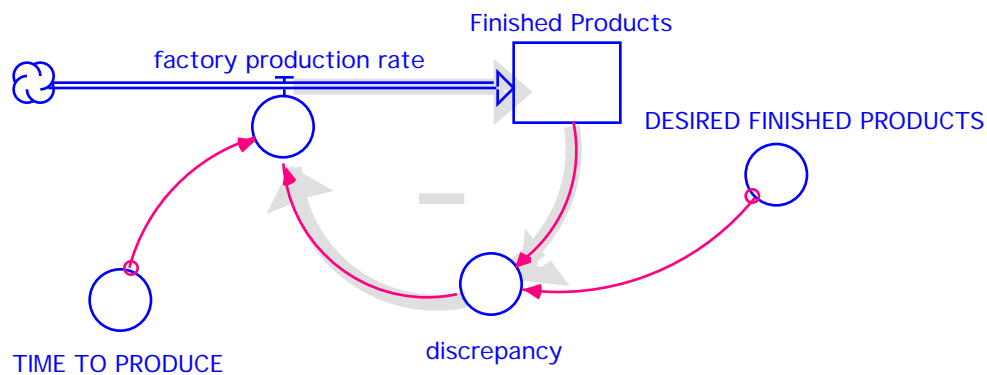 Finished Products
factory production rate
DESIRED FINISHED PRODUCTS
discrepancy
TIME TO PRODUCE